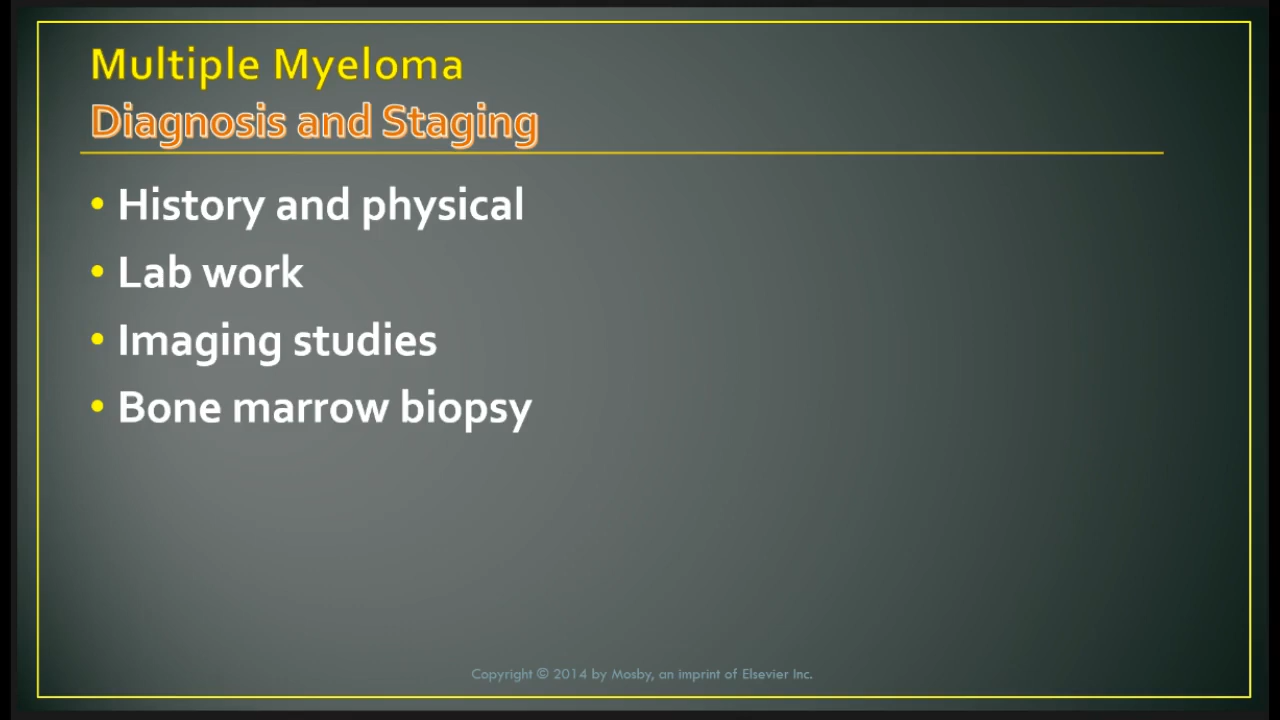 Multiple Myeloma
Diagnosis and Staging
• History and physical
• Lab work
• Imaging studies
• Bone marrow biopsy
Copyright © 2014 by Mosby, an imprint of Elsevier Inc.